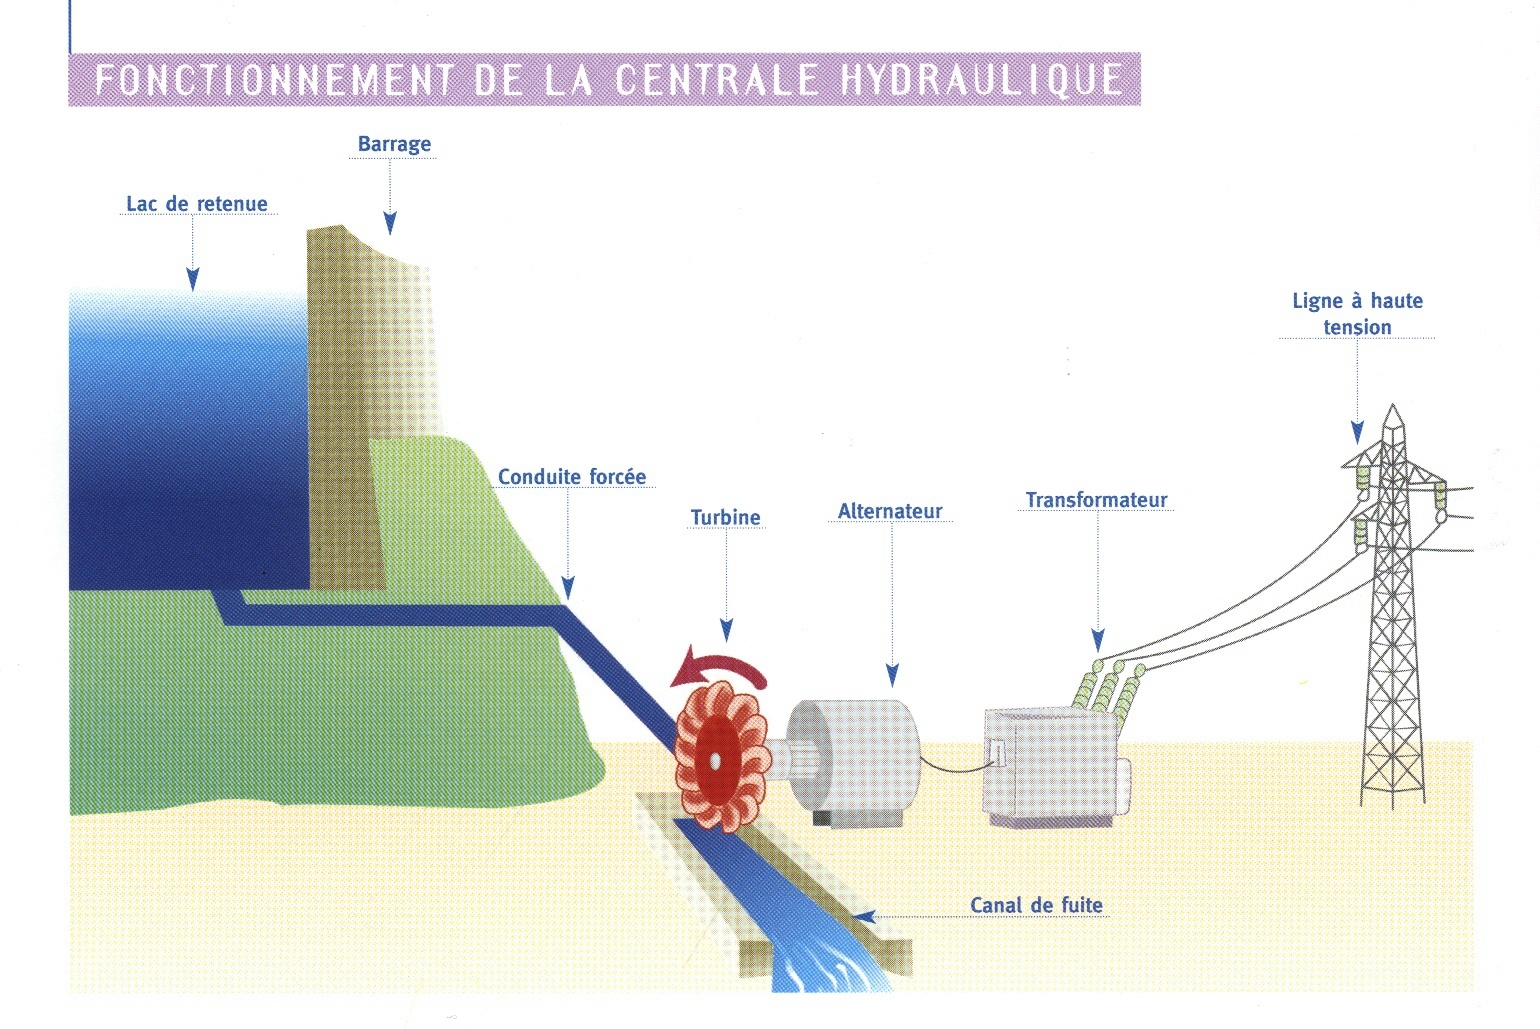 FONCTIONNEMENT DE LA CENTRALE HYDRAULIQUE
Barrage
Lac de retenue
Ligne à haute
tension
Conduite forcée
Turbine
Alternateur
Transformateur
Canal de fuite